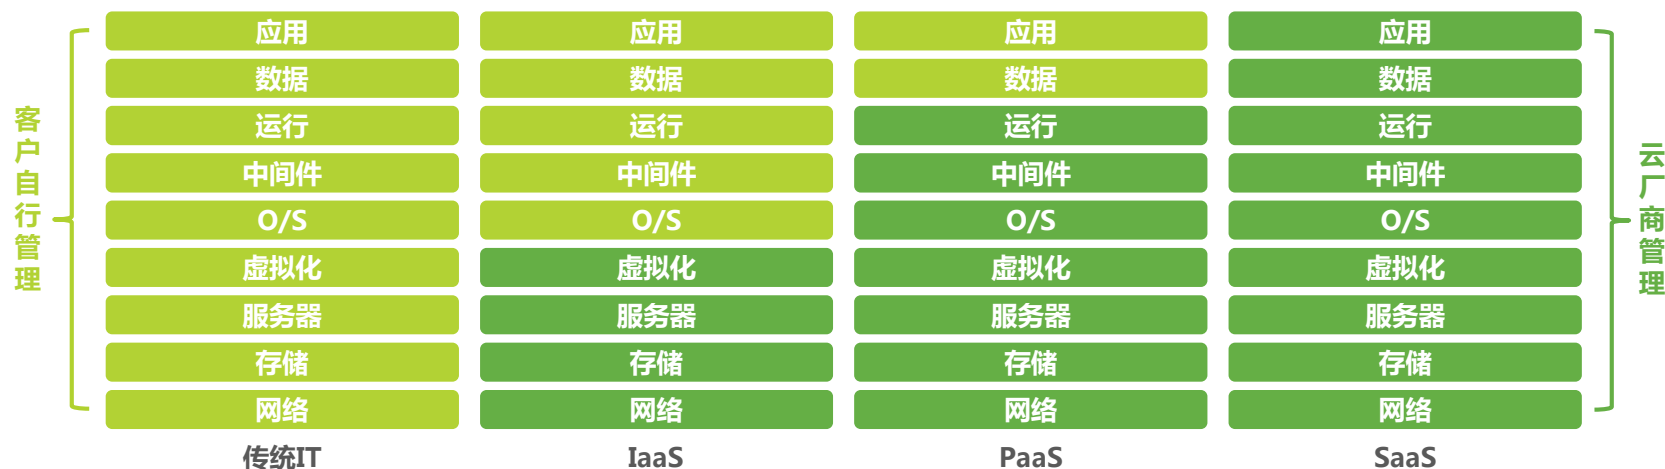 客户自行管理
应用
数据
运行
中间件
O/S
虚拟化
服务器
存储
网络
传统IT
应用
数据
运行
中间件
O/S
虚拟化
服务器
存储
网络
IaaS
应用
数据
运行
中间件
O/S
虚拟化
服务器
存储
网络
PaaS
应用
数据
运行
中间件
O/S
虚拟化
服务器
存储
网络
SaaS
云厂商管理